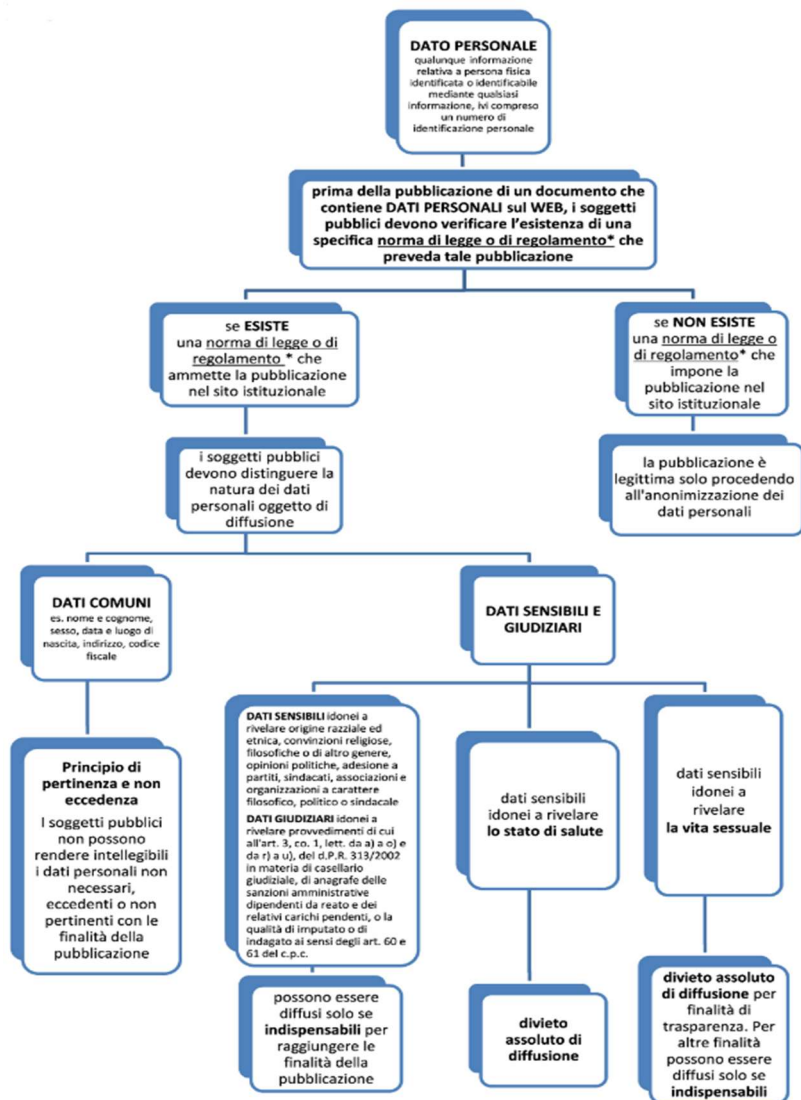 DATO PERSONALE
qualunque informazione
relativa a persona fisica
identificata o identificabile
mediante qualsiasi
informazione, ivi compreso
un numero di
identificazione personale
prima della pubblicazione di un documento che
contiene DATI PERSONALI sul WEB, i soggetti
pubblici devono verificare l'esistenza di una
specifica norma di legge o di regolamento* che
preveda tale pubblicazione
se ESISTE
una norma di legge o di
regolamento * che
ammette la pubblicazione
nel sito istituzionale
se NON ESISTE
una norma di legge o
di regolamento* che
impone la
pubblicazione nel
sito istituzionale
i soggetti pubblici
devono distinguere la
natura dei dati
personali oggetto di
diffusione
la pubblicazione è
legittima solo procedendo
all'anonimizzazione dei
dati personali
DATI COMUNI
es. nome e cognome,
sesso, data e luogo di
nascita, indirizzo, codice
fiscale
DATI SENSIBILI E
GIUDIZIARI
Principio di
pertinenza e non
eccedenza
I soggetti pubblici
non possono
rendere intellegibili
i dati personali non
necessari,
eccedenti o non
pertinenti con le
finalità della
pubblicazione
DATI SENSIBILI idonei a
rivelare origine razziale ed
etnica, convinzioni religiose,
filosofiche o di altro genere,
opinioni politiche, adesione a
partiti, sindacati, associazioni e
organizzazioni a carattere
filosofico, politico o sindacale
DATI GIUDIZIARI idonei a
rivelare provvedimenti di cui
all'art. 3, co. 1, lett. da a) a o) e
da r) a u), del d.P.R. 313/2002
in materia di casellario
giudiziale, di anagrafe delle
sanzioni amministrative
dipendenti da reato e dei
relativi carichi pendenti, o la
qualità di imputato o di
indagato ai sensi degli art. 60 e
61 del c.p.c.
dati sensibili
idonei a rivelare
lo stato di salute
dati sensibili
idonei a
rivelare
la vita sessuale
possono essere
diffusi solo se
indispensabili per
raggiungere le
finalità della
pubblicazione
divieto
assoluto di
diffusione
divieto assoluto
di diffusione per
finalità di
trasparenza. Per
altre finalità
possono essere
diffusi solo se
indispensabili